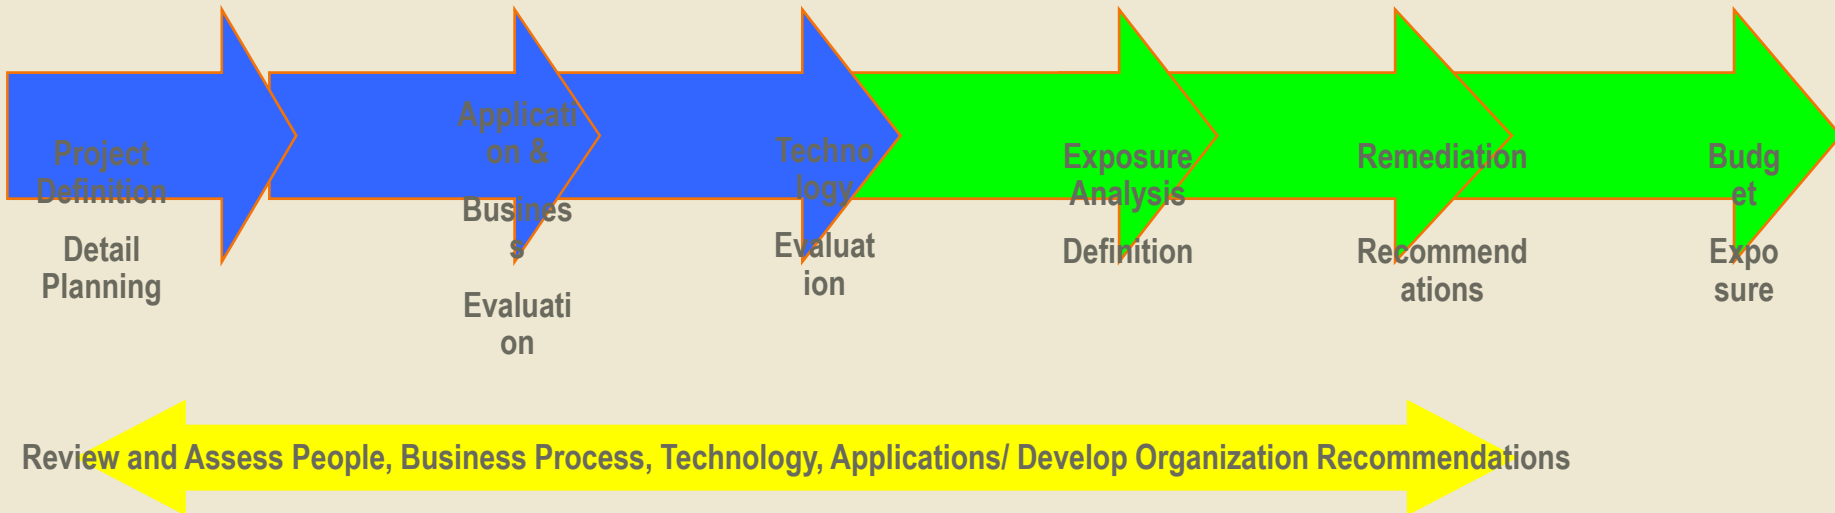 Project
Definition
Detail
Planning
Applicati
on &
Busines
s
Evaluati
on
Techno
logy
Evaluat
ion
Exposure
Analysis
Definition
Remediation
Recommend
ations
Budg
et
Expo
sure
Review and Assess People, Business Process, Technology, Applications/ Develop Organization Recommendations